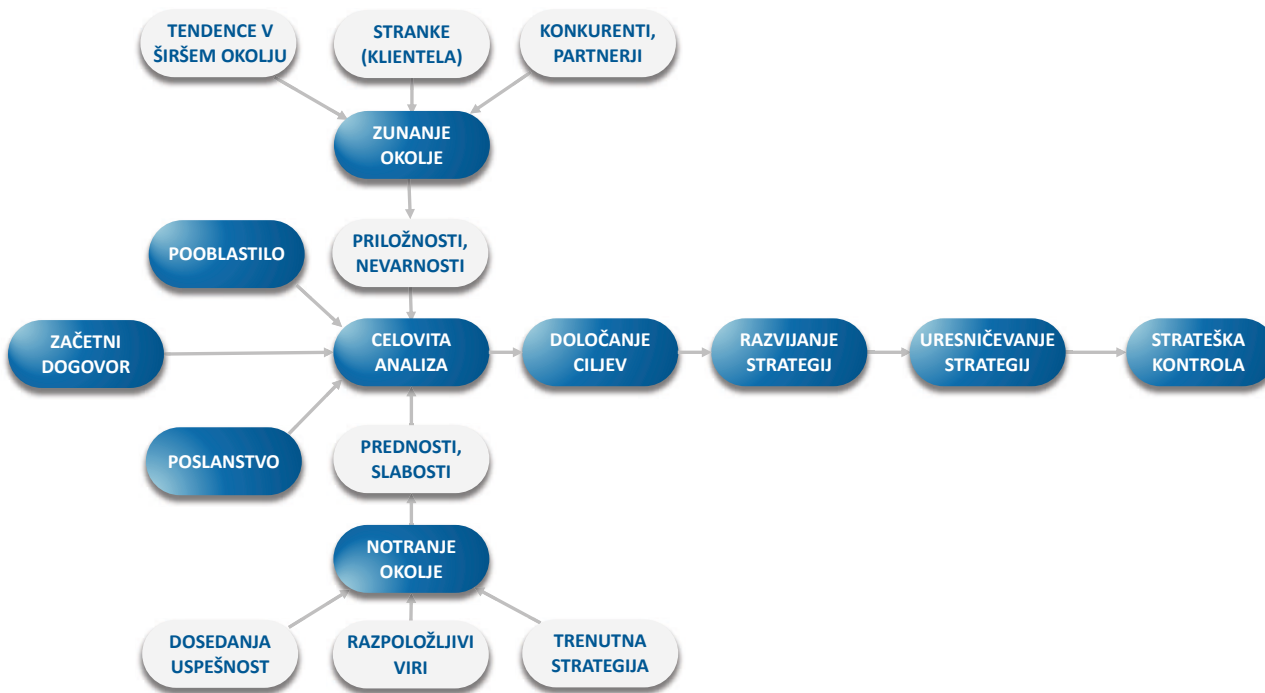 TENDENCE V
ŠIRŠEM OKOLJU
STRANKE
(KLIENTELA)
KONKURENTI,
PARTNERJI
ZUNANJE
OKOLJE
POOBLASTILO
PRILOŽNOSTI,
NEVARNOSTI
ZAČETNI
DOGOVOR
CELOVITA
ANALIZA
DOLOČANJE
CILJEV
RAZVIJANJE
STRATEGIJ
URESNIČEVANJE
STRATEGIJ
STRATEŠKA
KONTROLA
POSLANSTVO
PREDNOSTI,
SLABOSTI
NOTRANJE
OKOLJE
DOSEDANJA
USPEŠNOST
RAZPOLOŽLJIVI
VIRI
TRENUTNA
STRATEGIJA